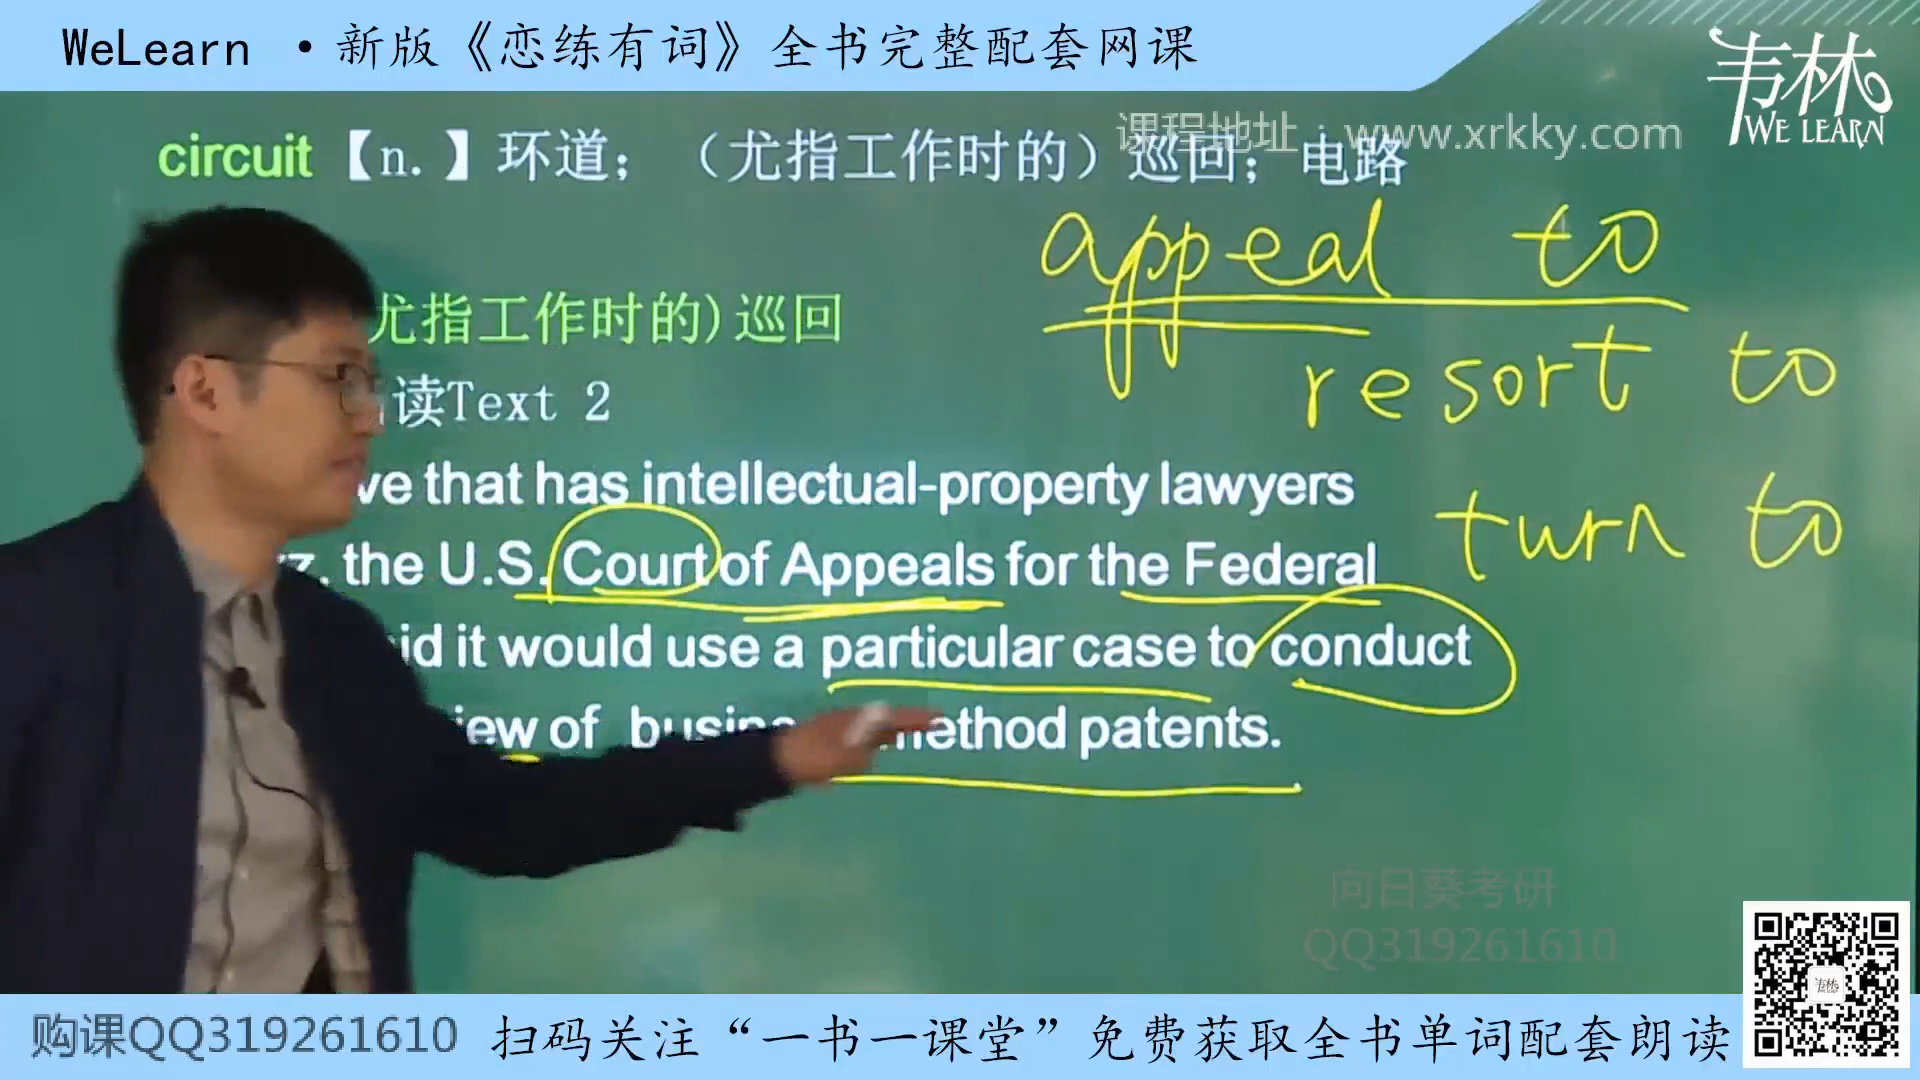 WeLearn ·新版《恋练有词》全书完整配套网课
韦林
WE LEARN
课程地址：www.xrkky.com
circuit【n.】环道；（尤指工作时的）巡回；电路
appeal to
尤指工作时的)巡回
resort to
读Text 2
ve that has intellectual-property lawyers
turn to
z. the U.S. Court of Appeals for the Federal
id it would use a particular case to conduct
iew of busine method patents.
向日葵考研
QQ319261610
韦林
购课QQ319261610
扫码关注“一书一课堂”免费获取全书单词配套朗读